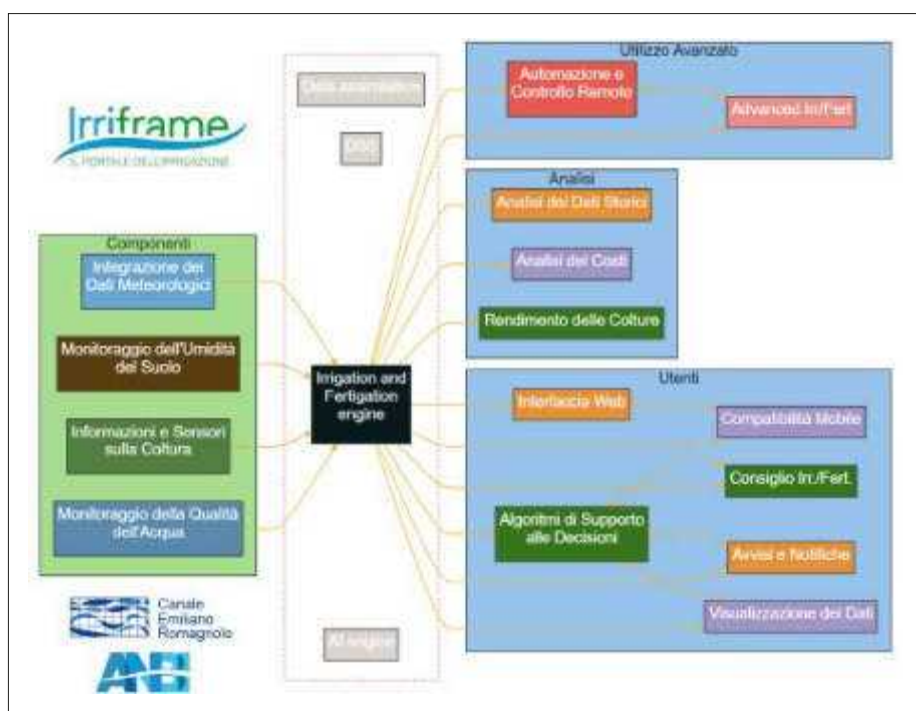 Irriframe
IL PORTALE DELL'IRRIGAZIONE
Componenti
Integrazione dei
Dati Meteorologici
Monitoraggio dell'Umidità
del Suolo
Informazioni e Sensori
sulla Coltura
Monitoraggio della Qualità
dell'Acqua
Canale
Emiliano
Romagnolo
ANBI
Data assimilation
DSS
Irrigation and
Fertigation
engine
AI engine
Utilizzo Avanzato
Automazione e
Controllo Remoto
Advanced Irr/Fert
Analisi
Analisi dei Dati Storici
Analisi dei Costi
Rendimento delle Colture
Utenti
Interfaccia Web
Compatibilità Mobile
Consiglio Irr./Fert.
Algoritmi di Supporto
alle Decisioni
Avvisi e Notifiche
Visualizzazione dei Dati